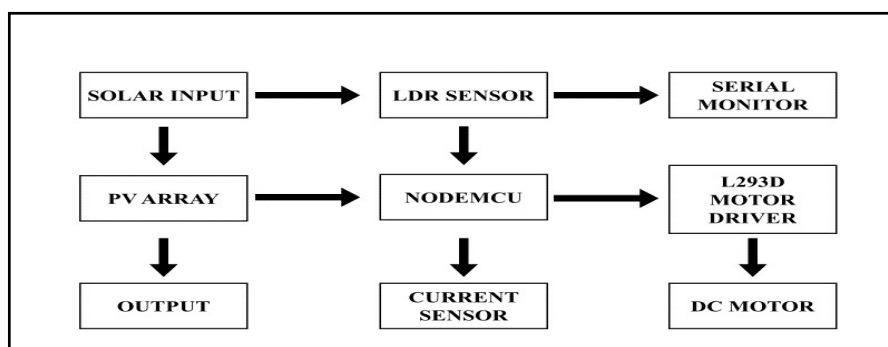 SOLAR INPUT
LDR SENSOR
SERIAL
MONITOR
PV ARRAY
NODEMCU
L293D
MOTOR
DRIVER
OUTPUT
CURRENT
SENSOR
DC MOTOR